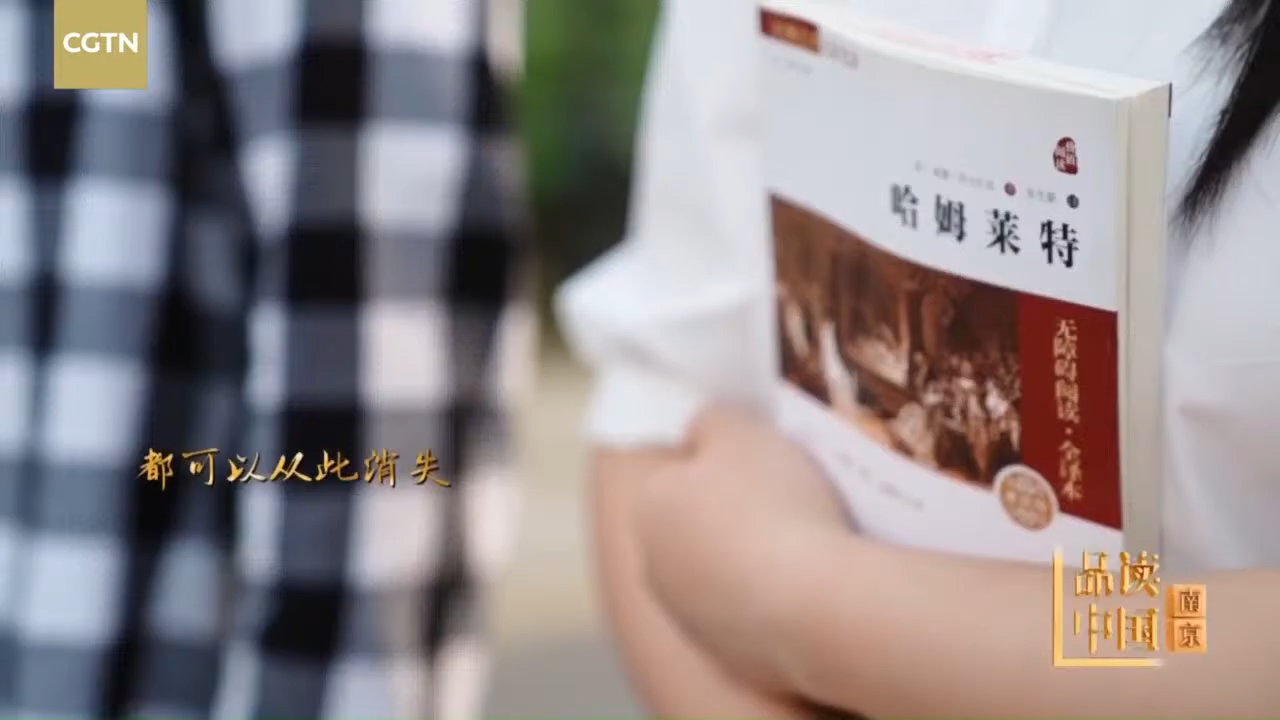 CGTN
哈姆莱特
无障碍阅读·全译本
都可以从此消失
品读
中国
南京